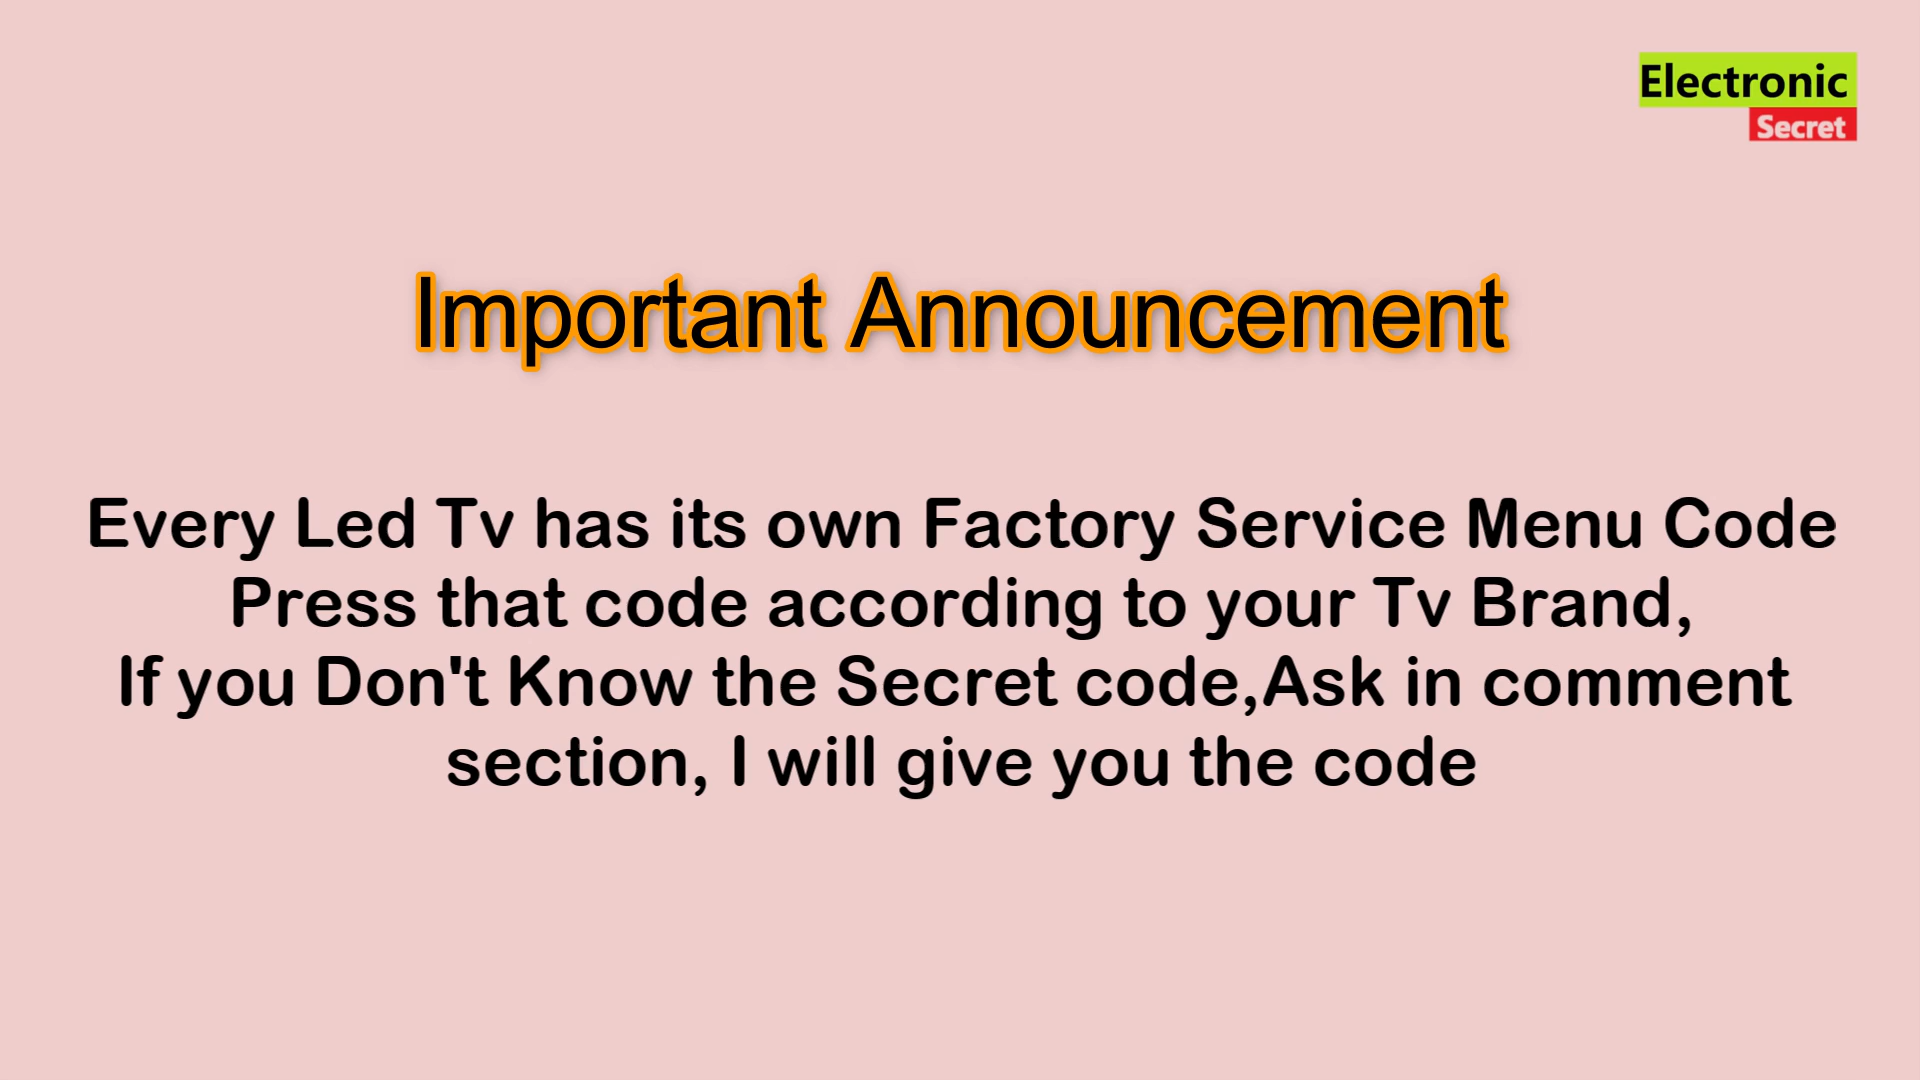 Electronic
Secret
Important Announcement
Every Led Tv has its own Factory Service Menu Code
Press that code according to your Tv Brand,
If you Don't Know the Secret code,Ask in comment
section, I will give you the code